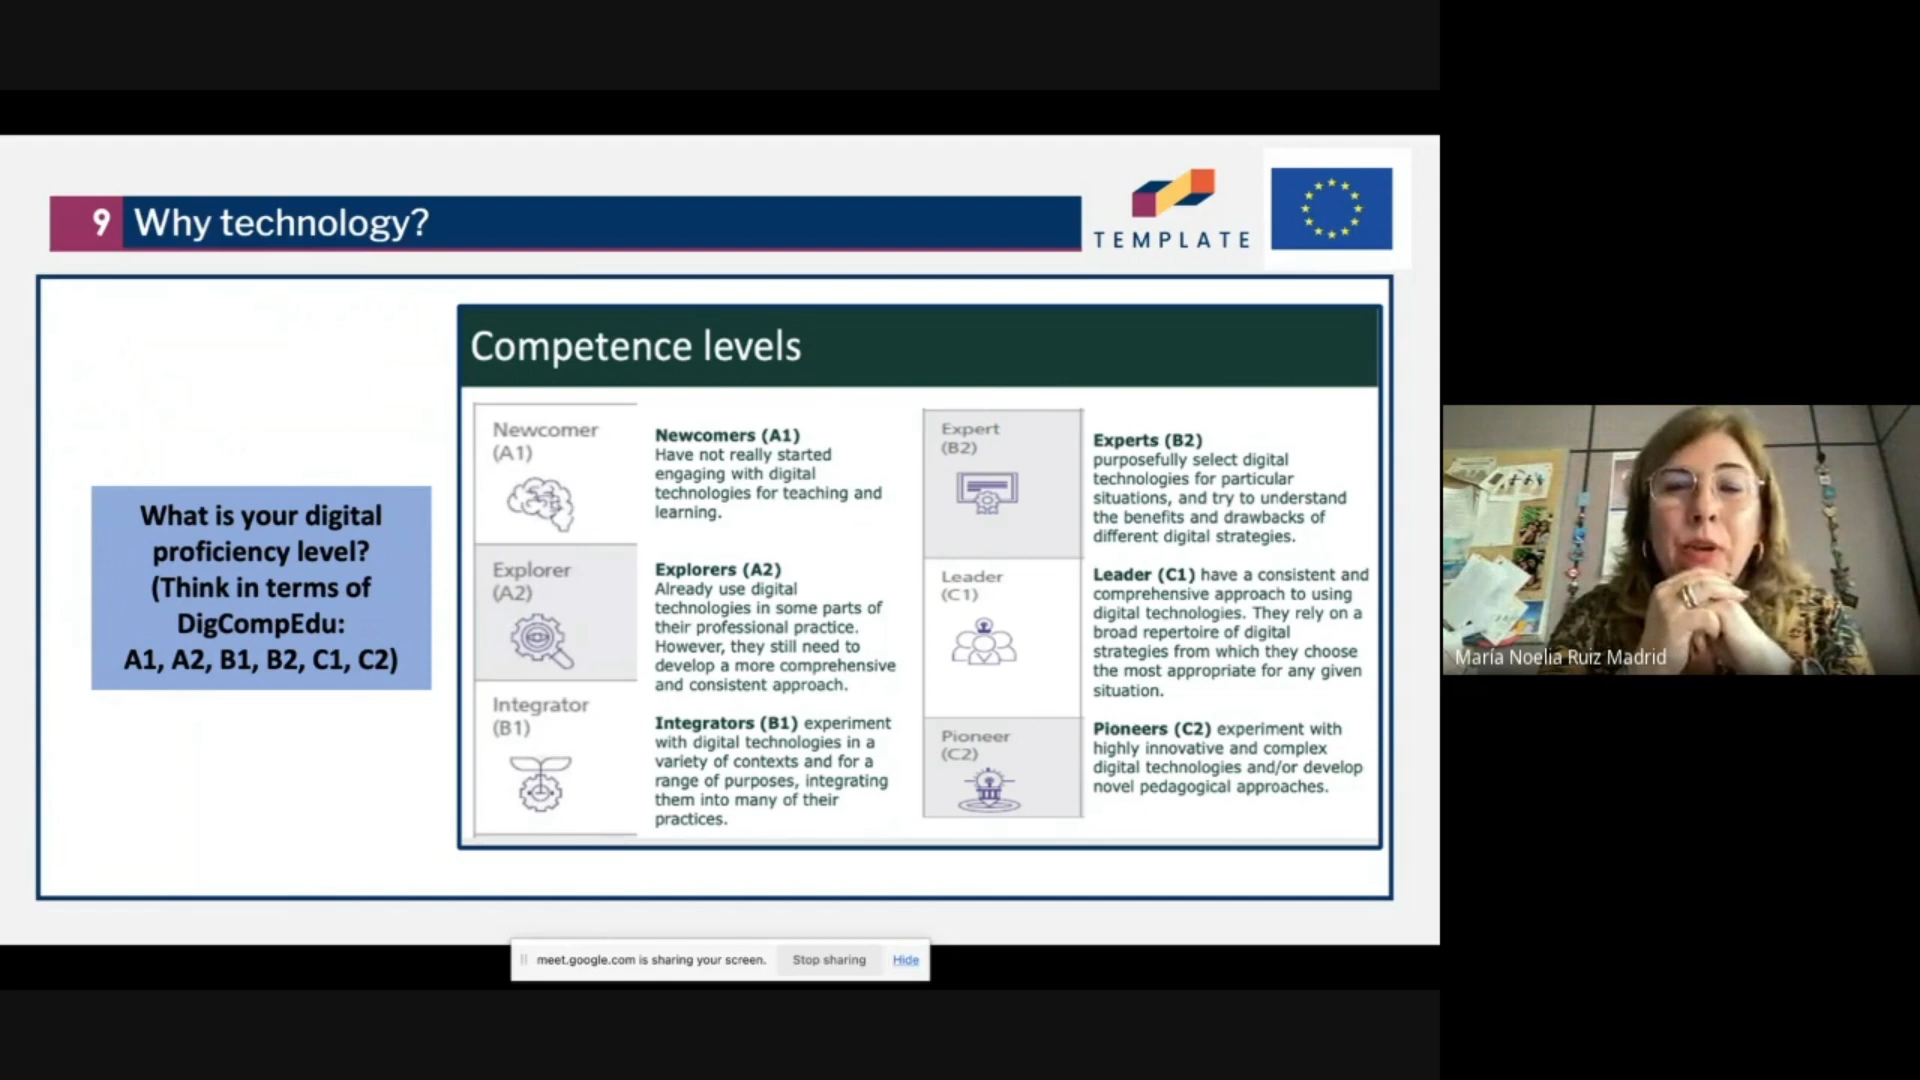 9 Why technology?
TEMPLATE
What is your digital
proficiency level?
(Think in terms of
DigCompEdu:
A1, A2, B1, B2, C1, C2)
Competence levels
Newcomer
(A1)
Newcomers (A1)
Have not really started
engaging with digital
technologies for teaching and
learning.
Explorer
(A2)
Explorers (A2)
Already use digital
technologies in some parts of
their professional practice.
However, they still need to
develop a more comprehensive
and consistent approach.
Integrator
(B1)
Integrators (B1) experiment
with digital technologies in a
variety of contexts and for a
range of purposes, integrating
them into many of their
practices.
Expert
(B2)
Experts (B2)
purposefully select digital
technologies for particular
situations, and try to understand
the benefits and drawbacks of
different digital strategies.
Leader
(C1)
Leader (C1) have a consistent and
comprehensive approach to using
digital technologies. They rely on a
broad repertoire of digital
strategies from which they choose
the most appropriate for any given
situation.
Pioneer
(C2)
Pioneers (C2) experiment with
highly innovative and complex
digital technologies and/or develop
novel pedagogical approaches.
María Noelia Ruiz Madrid
meet.google.com is sharing your screen.
Stop sharing
Hide